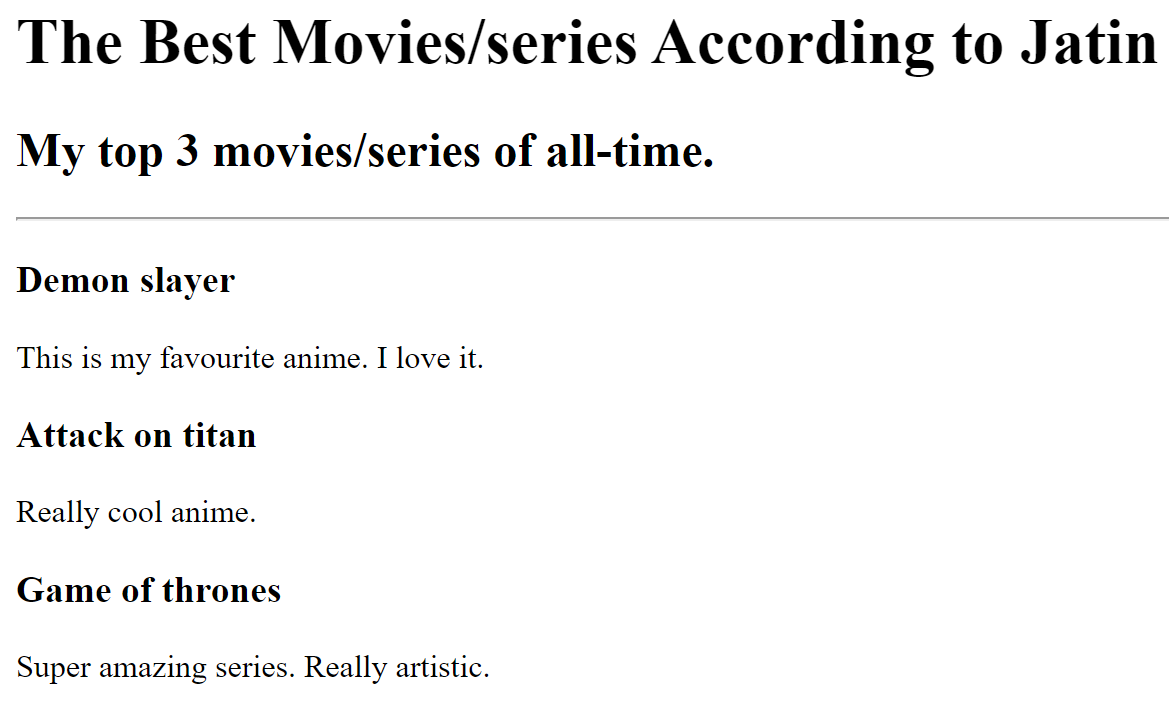 The Best Movies/series According to Jatin
My top 3 movies/series of all-time.
Demon slayer
This is my favourite anime. I love it.
Attack on titan
Really cool anime.
Game of thrones
Super amazing series. Really artistic.